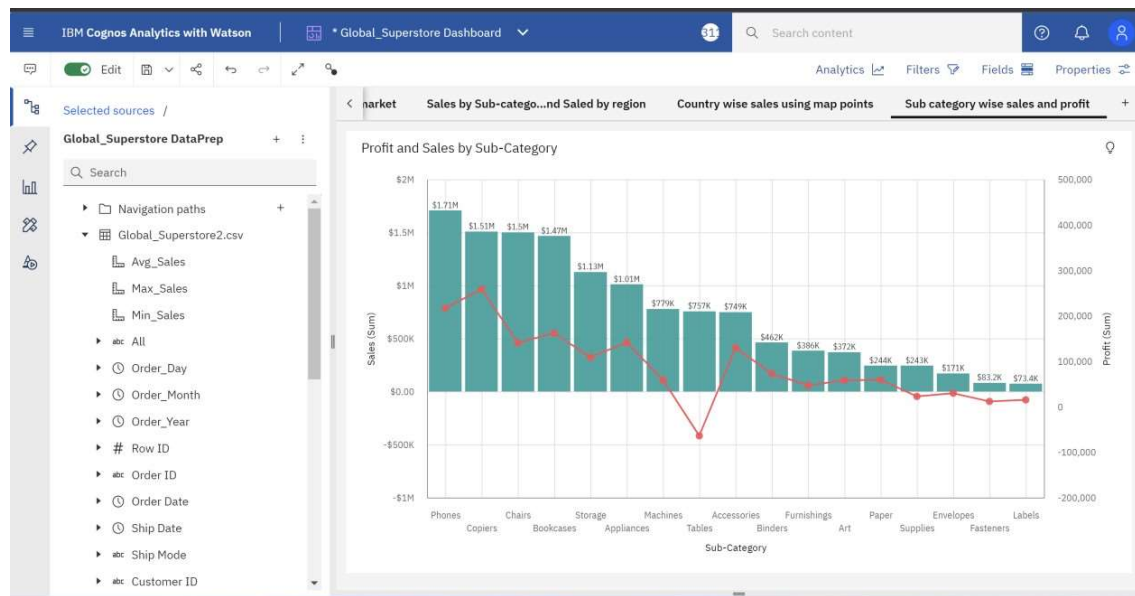 IBM Cognos Analytics with Watson
* Global_Superstore Dashboard
Search content
Edit
Analytics
Filters
Fields
Properties
Selected sources /
Global_Superstore DataPrep
Search
Navigation paths
Global_Superstore2.csv
Avg_Sales
Max_Sales
Min_Sales
abc All
Order_Day
Order_Month
Order_Year
# Row ID
abc Order ID
Order Date
Ship Date
abc Ship Mode
abc Customer ID
narket
Sales by Sub-catego...nd Saled by region
Country wise sales using map points
Sub category wise sales and profit
Profit and Sales by Sub-Category
$2M
$1.5M
$1M
$500K
$0.00
-$500K
-$1M
Sales (Sum)
$1.71M
$1.51M
$1.5M
$1.47M
$1.13M
$1.01M
$779K
$757K
$749K
$462K
$386K
$372K
$244K
$243K
$171K
$83.2K
$73.4K
500,000
400,000
300,000
200,000
100,000
0
-100,000
-200,000
Profit (Sum)
Phones
Copiers
Chairs
Bookcases
Storage
Appliances
Machines
Tables
Accessories
Binders
Furnishings
Art
Paper
Supplies
Envelopes
Fasteners
Labels
Sub-Category